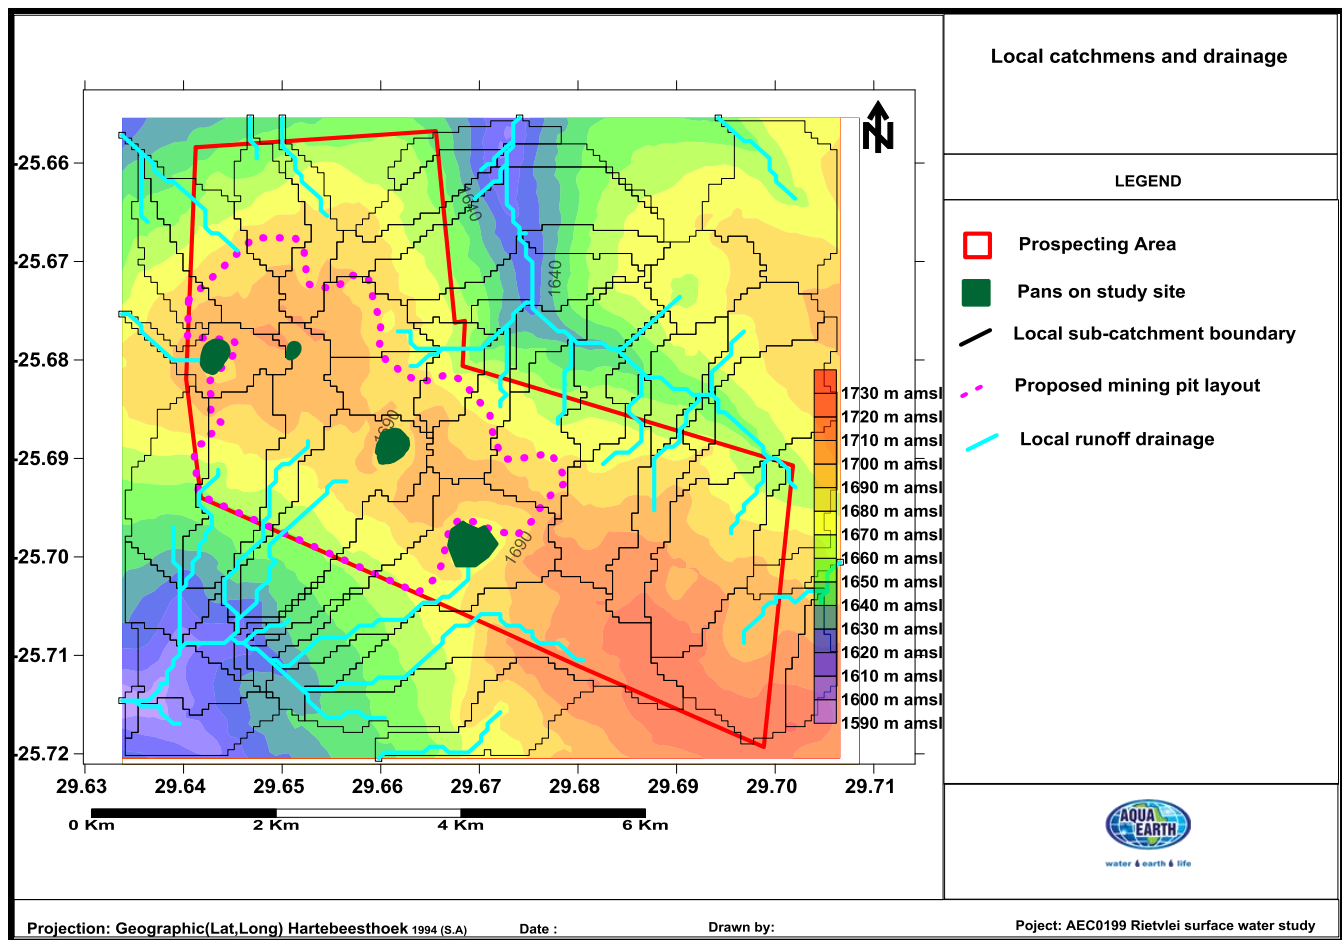 Local catchmens and drainage
LEGEND
Prospecting Area
Pans on study site
Local sub-catchment boundary
Proposed mining pit layout
Local runoff drainage
-25.66
-25.67
-25.68
-25.69
-25.70
-25.71
-25.72
29.63 29.64 29.65 29.66 29.67 29.68 29.69 29.70 29.71
N
1640
1640
1690
1690
1730 m amsl
1720 m amsl
1710 m amsl
1700 m amsl
1690 m amsl
1680 m amsl
1670 m amsl
1660 m amsl
1650 m amsl
1640 m amsl
1630 m amsl
1620 m amsl
1610 m amsl
1600 m amsl
1590 m amsl
0 Km 2 Km 4 Km 6 Km
AQUA
EARTH
water earth life
Projection: Geographic(Lat,Long) Hartebeesthoek 1994 (S.A) Date : Drawn by: Poject: AEC0199 Rietvlei surface water study